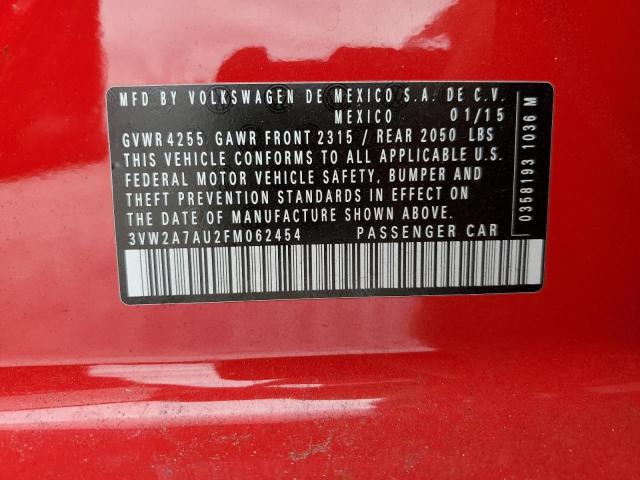 MFD BY VOLKSWAGEN DE MEXICO S.A. DE C.V.
MEXICO 01/15
GVWR 4255 GAWR FRONT 2315 / REAR 2050 LBS
THIS VEHICLE CONFORMS TO ALL APPLICABLE U.S.
FEDERAL MOTOR VEHICLE SAFETY, BUMPER AND
THEFT PREVENTION STANDARDS IN EFFECT ON
THE DATE OF MANUFACTURE SHOWN ABOVE.
3VW2A7AU2FM062454 PASSENGER CAR
0358193 1036 M